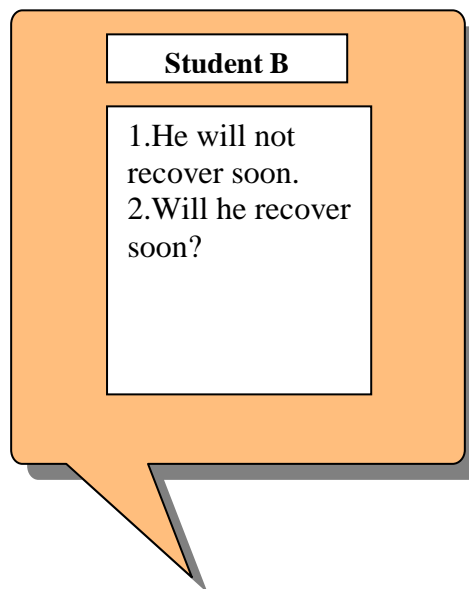 Student B
1.He will not
recover soon.
2.Will he recover
soon?